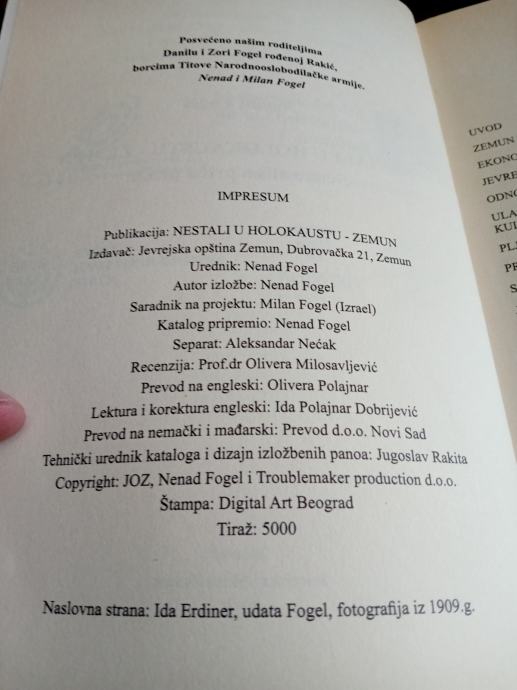 Posvećeno našim roditeljima
Danilu i Zori Fogel rođenoj Rakić,
borcima Titove Narodnooslobodilačke armije.
Nenad i Milan Fogel
IMPRESUM
Publikacija: NESTALI U HOLOKAUSTU - ZEMUN
Izdavač: Jevrejska opština Zemun, Dubrovačka 21, Zemun
Urednik: Nenad Fogel
Autor izložbe: Nenad Fogel
Saradnik na projektu: Milan Fogel (Izrael)
Katalog pripremio: Nenad Fogel
Separat: Aleksandar Nećak
Recenzija: Prof.dr Olivera Milosavljević
Prevod na engleski: Olivera Polajnar
Lektura i korektura engleski: Ida Polajnar Dobrijević
Prevod na nemački i mađarski: Prevod d.o.o. Novi Sad
Tehnički urednik kataloga i dizajn izložbenih panoa: Jugoslav Rakita
Copyright: JOZ, Nenad Fogel i Troublemaker production d.o.o.
Štampa: Digital Art Beograd
Tiraž: 5000
Naslovna strana: Ida Erdiner, udata Fogel, fotografija iz 1909.g.
UVOD
ZEMUN
EKONO
JEVRE
ODNO
ULA
KUL